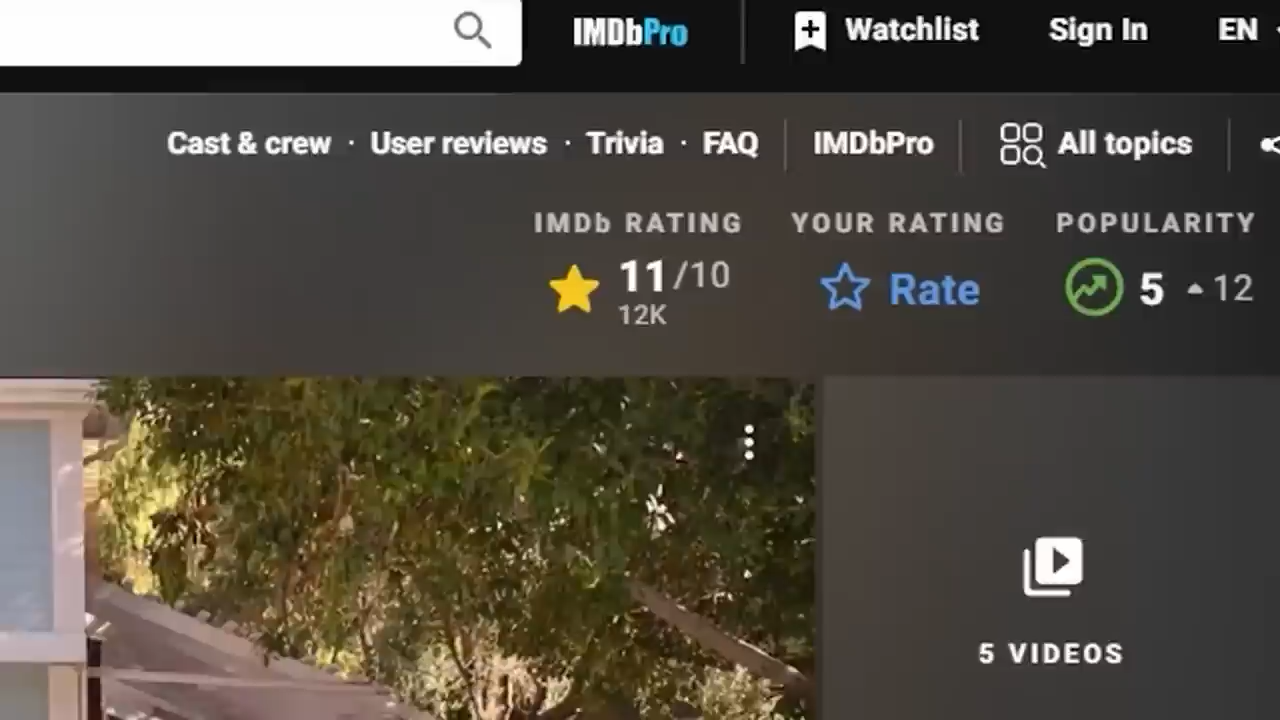 IMDbPro Watchlist Sign In EN
Cast & crew · User reviews · Trivia · FAQ IMDbPro All topics
IMDb RATING YOUR RATING POPULARITY
11/10 Rate 5 12
12K
5 VIDEOS